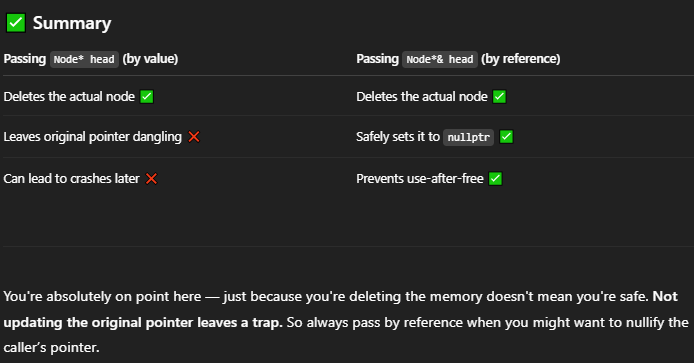 ✅ Summary
Passing Node* head (by value) Passing Node*& head (by reference)
Deletes the actual node ✅ Deletes the actual node ✅
Leaves original pointer dangling ❌ Safely sets it to nullptr ✅
Can lead to crashes later ❌ Prevents use-after-free ✅
You're absolutely on point here — just because you're deleting the memory doesn't mean you're safe. Not
updating the original pointer leaves a trap. So always pass by reference when you might want to nullify the
caller’s pointer.